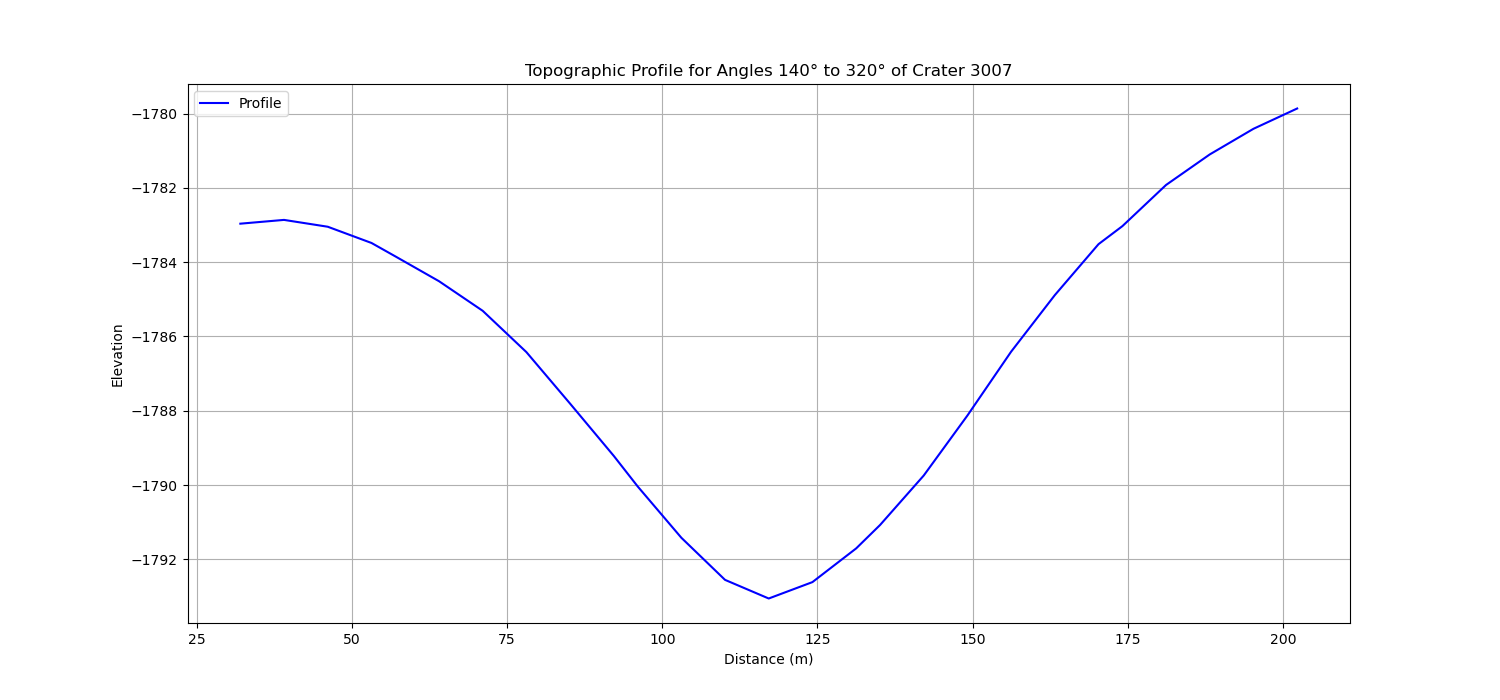 Topographic Profile for Angles 140° to 320° of Crater 3007
Profile
−1780
−1782
−1784
−1786
−1788
−1790
−1792
Elevation
25 50 75 100 125 150 175 200
Distance (m)